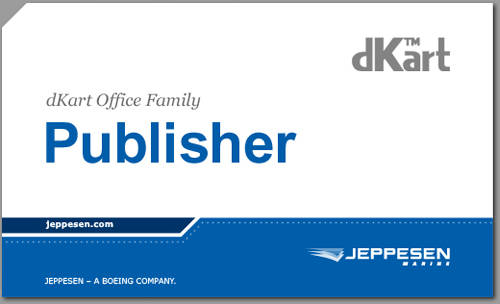 dKart™
dKart Office Family
Publisher
jeppesen.com
JEPPESEN
MARINE
JEPPESEN – A BOEING COMPANY.